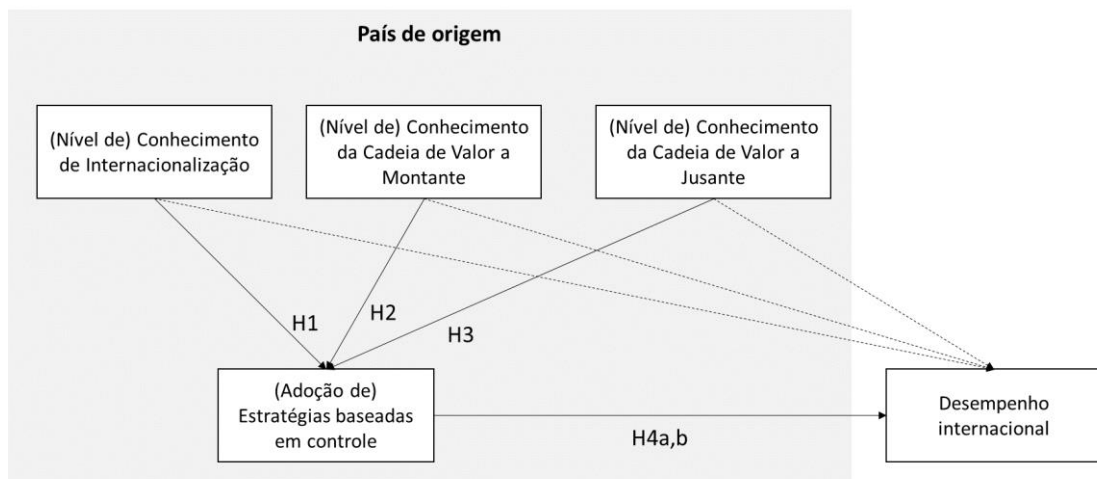 País de origem
(Nível de) Conhecimento
de Internacionalização
(Nível de) Conhecimento
da Cadeia de Valor a
Montante
(Nível de) Conhecimento
da Cadeia de Valor a
Jusante
H1
H2
H3
(Adoção de)
Estratégias baseadas
em controle
H4a,b
Desempenho
internacional